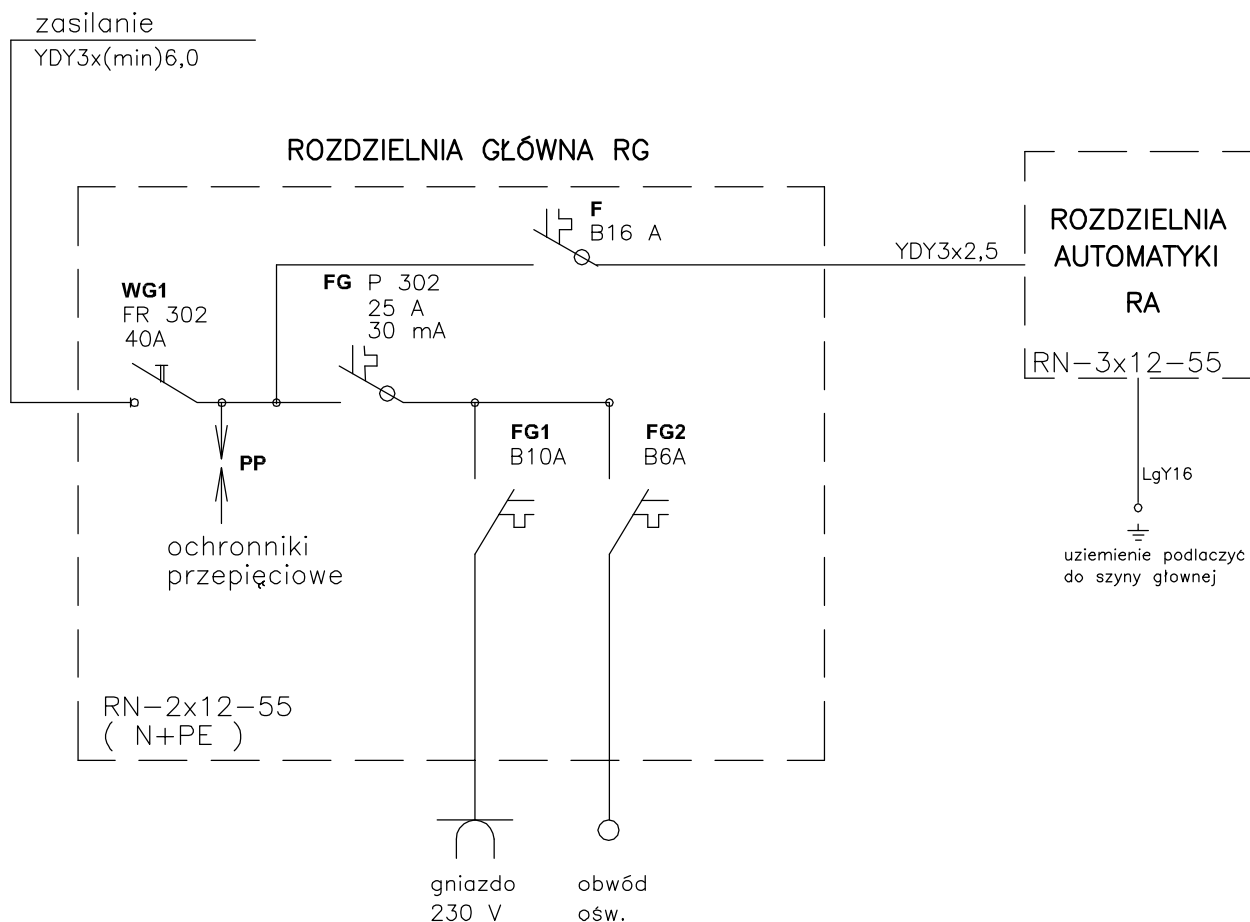 zasilanie
YDY3x(min)6,0
ROZDZIELNIA GŁÓWNA RG
F
B16 A
YDY3x2,5
ROZDZIELNIA
AUTOMATYKI
RA
RN-3x12-55
WG1
FR 302
40A
FG P 302
25 A
30 mA
FG1
B10A
FG2
B6A
PP
ochronniki
przepięciowe
LgY16
uziemienie podlaczyć
do szyny głownej
RN-2x12-55
( N+PE )
gniazdo
230 V
obwód
ośw.